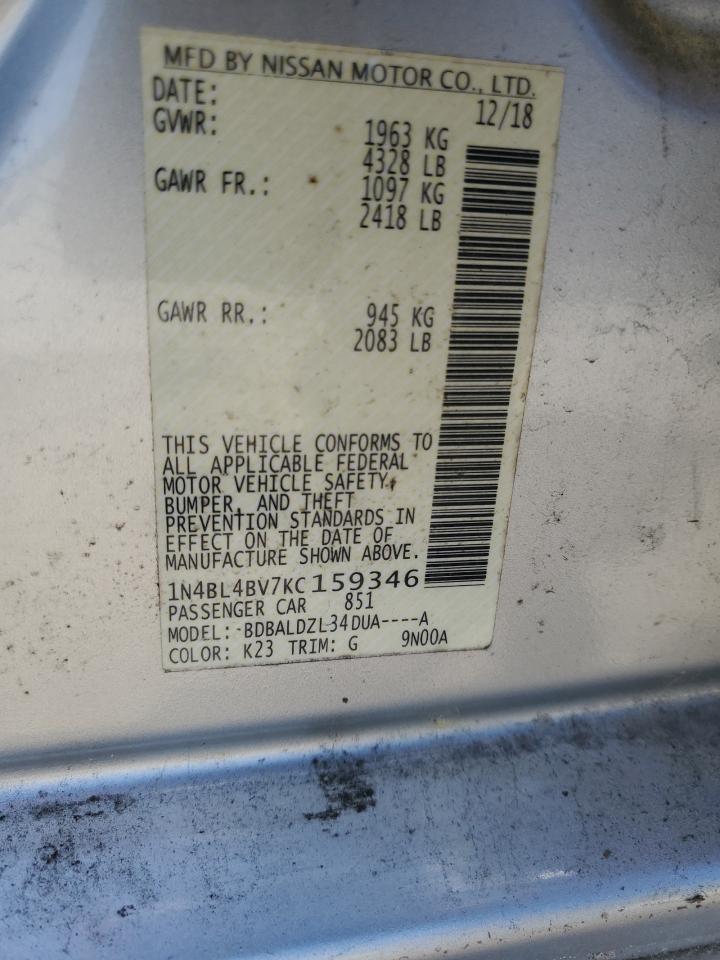 MFD BY NISSAN MOTOR CO., LTD.
DATE: 12/18
GVWR: 1963 KG
4328 LB
GAWR FR.: 1097 KG
2418 LB
GAWR RR.: 945 KG
2083 LB
THIS VEHICLE CONFORMS TO
ALL APPLICABLE FEDERAL
MOTOR VEHICLE SAFETY,
BUMPER, AND THEFT
PREVENTION STANDARDS IN
EFFECT ON THE DATE OF
MANUFACTURE SHOWN ABOVE.
1N4BL4BV7KC159346
PASSENGER CAR 851
MODEL: BDBALDZL34DUA----A
COLOR: K23 TRIM: G 9N00A